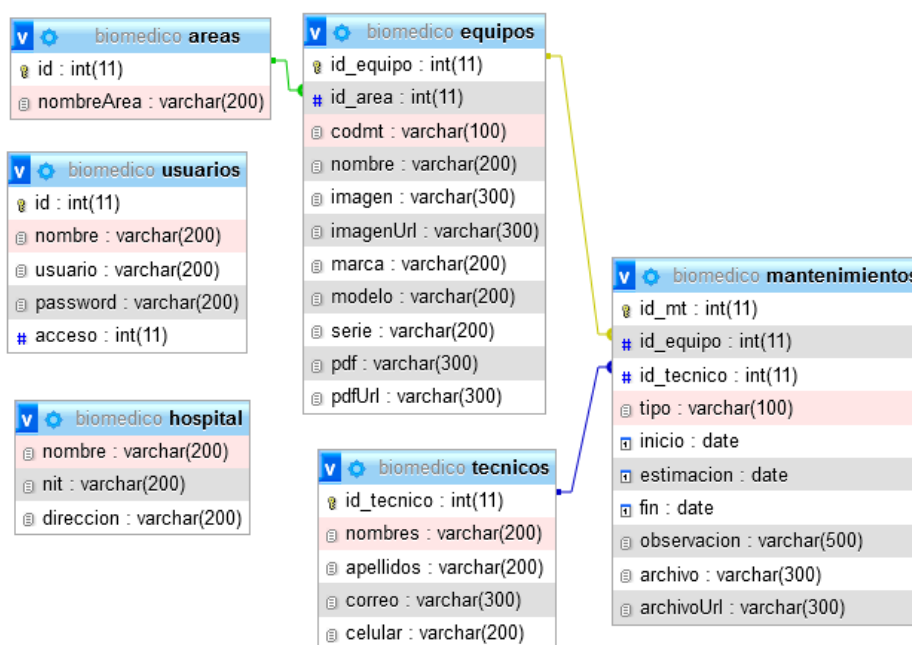 biomedico areas
id : int(11)
nombreArea : varchar(200)
biomedico usuarios
id : int(11)
nombre : varchar(200)
usuario : varchar(200)
password : varchar(200)
# acceso : int(11)
biomedico hospital
nombre : varchar(200)
nit : varchar(200)
direccion : varchar(200)
biomedico equipos
id_equipo : int(11)
# id_area : int(11)
codmt : varchar(100)
nombre : varchar(200)
imagen : varchar(300)
imagenUrl : varchar(300)
marca : varchar(200)
modelo : varchar(200)
serie : varchar(200)
pdf : varchar(300)
pdfUrl : varchar(300)
biomedico tecnicos
id_tecnico : int(11)
nombres : varchar(200)
apellidos : varchar(200)
correo : varchar(300)
celular : varchar(200)
biomedico mantenimientos
id_mt : int(11)
# id_equipo : int(11)
# id_tecnico : int(11)
tipo : varchar(100)
inicio : date
estimacion : date
fin : date
observacion : varchar(500)
archivo : varchar(300)
archivoUrl : varchar(300)